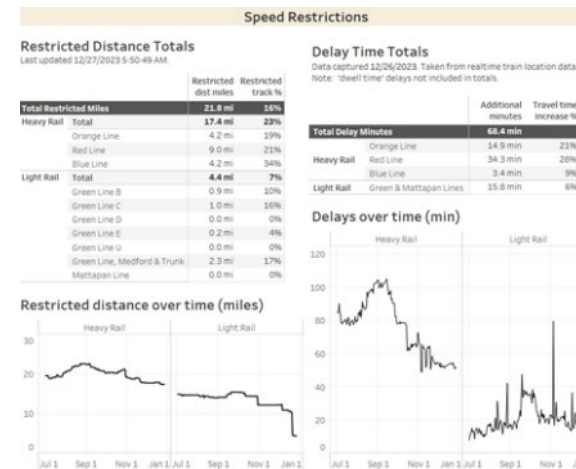 Speed Restrictions
Restricted Distance Totals
Last updated 12/27/2023 5:50:49 AM.
Restricted dist miles Restricted track %
Total Restricted Miles 21.8 mi 16%
Heavy Rail Total 17.4 mi 23%
Orange Line 4.2 mi 19%
Red Line 9.0 mi 21%
Blue Line 4.2 mi 34%
Light Rail Total 4.4 mi 7%
Green Line B 0.9 mi 10%
Green Line C 1.0 mi 16%
Green Line D 0.0 mi 0%
Green Line E 0.2 mi 4%
Green Line U 0.0 mi 0%
Green Line, Medford & Trunk 2.3 mi 17%
Mattapan Line 0.0 mi 0%
Delay Time Totals
Data captured 12/26/2023. Taken from realtime train location data
Note: 'dwell time' delays not included in totals.
Additional minutes Travel time increase %
Total Delay Minutes 68.4 min
Orange Line 14.9 min 21%
Heavy Rail Red Line 34.3 min 28%
Blue Line 3.4 min 9%
Light Rail Green & Mattapan Lines 15.8 min 6%
Restricted distance over time (miles)
Heavy Rail Light Rail
30
20
10
0
Jul 1 Sep 1 Nov 1 Jan 1 Jul 1 Sep 1 Nov 1 Jan 1
Delays over time (min)
Heavy Rail Light Rail
120
100
80
60
40
20
0
Jul 1 Sep 1 Nov 1 Jan 1 Jul 1 Sep 1 Nov 1